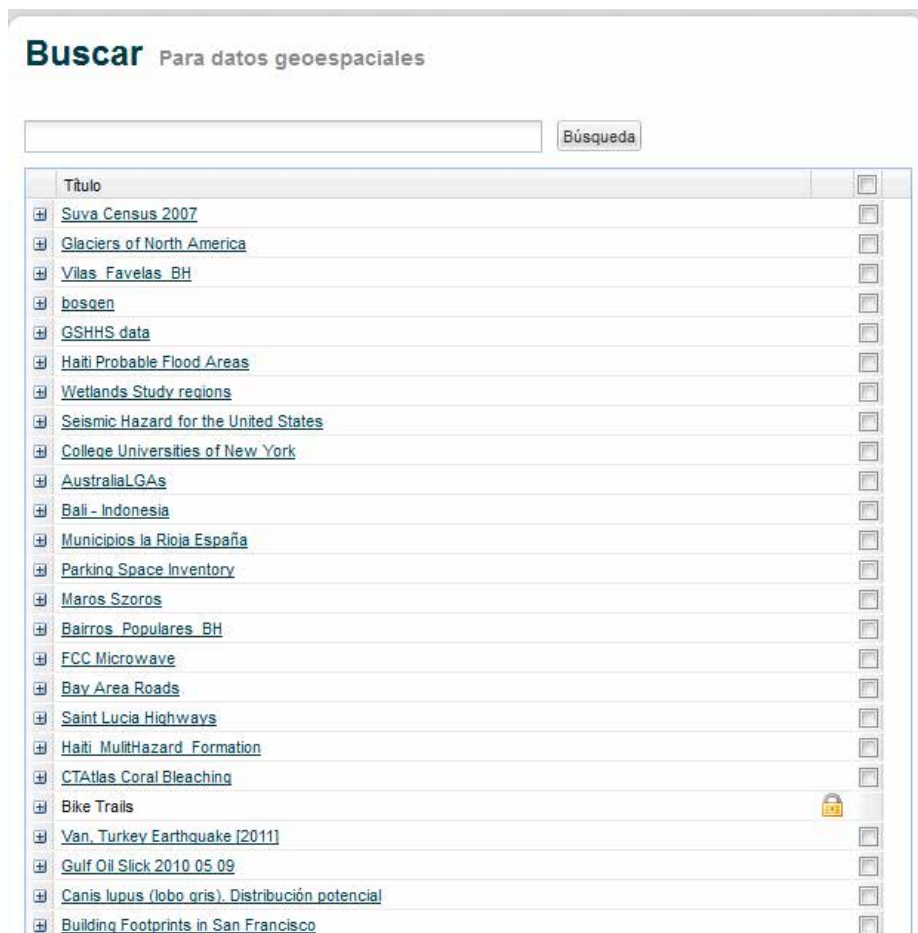 Buscar Para datos geoespaciales
Búsqueda
Título
Suva Census 2007
Glaciers of North America
Vilas_Favelas_BH
bosqen
GSHHS data
Haiti Probable Flood Areas
Wetlands Study regions
Seismic Hazard for the United States
College Universities of New York
AustraliaLGAs
Bali - Indonesia
Municipios la Rioja España
Parking Space Inventory
Maros Szoros
Bairros_Populares_BH
FCC Microwave
Bay Area Roads
Saint Lucia Highways
Haiti_MulitHazard_Formation
CTAtlas Coral Bleaching
Bike Trails
Van, Turkey Earthquake [2011]
Gulf Oil Slick 2010 05 09
Canis lupus (lobo gris). Distribución potencial
Building Footprints in San Francisco